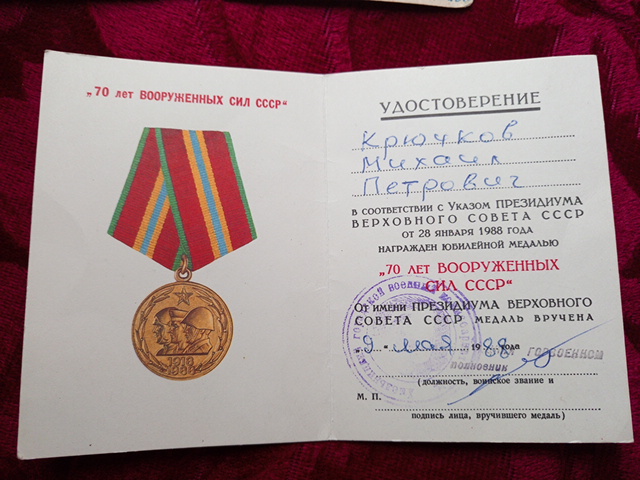 „70 лет ВООРУЖЕННЫХ СИЛ СССР“
1918
1988
УДОСТОВЕРЕНИЕ
Крючков
Михаил
Петрович
В СООТВЕТСТВИИ С УКАЗОМ ПРЕЗИДИУМА
ВЕРХОВНОГО СОВЕТА СССР
ОТ 28 ЯНВАРЯ 1988 ГОДА
НАГРАЖДЕН ЮБИЛЕЙНОЙ МЕДАЛЬЮ
„70 ЛЕТ ВООРУЖЕННЫХ
СИЛ СССР“
ОТ ИМЕНИ ПРЕЗИДИУМА ВЕРХОВНОГО
СОВЕТА СССР МЕДАЛЬ ВРУЧЕНА
„9“ мая 1988 года
ГОРВОЕНКОМ
ПОЛКОВНИК
(должность, воинское звание и
М. П.
подпись лица, вручившего медаль)